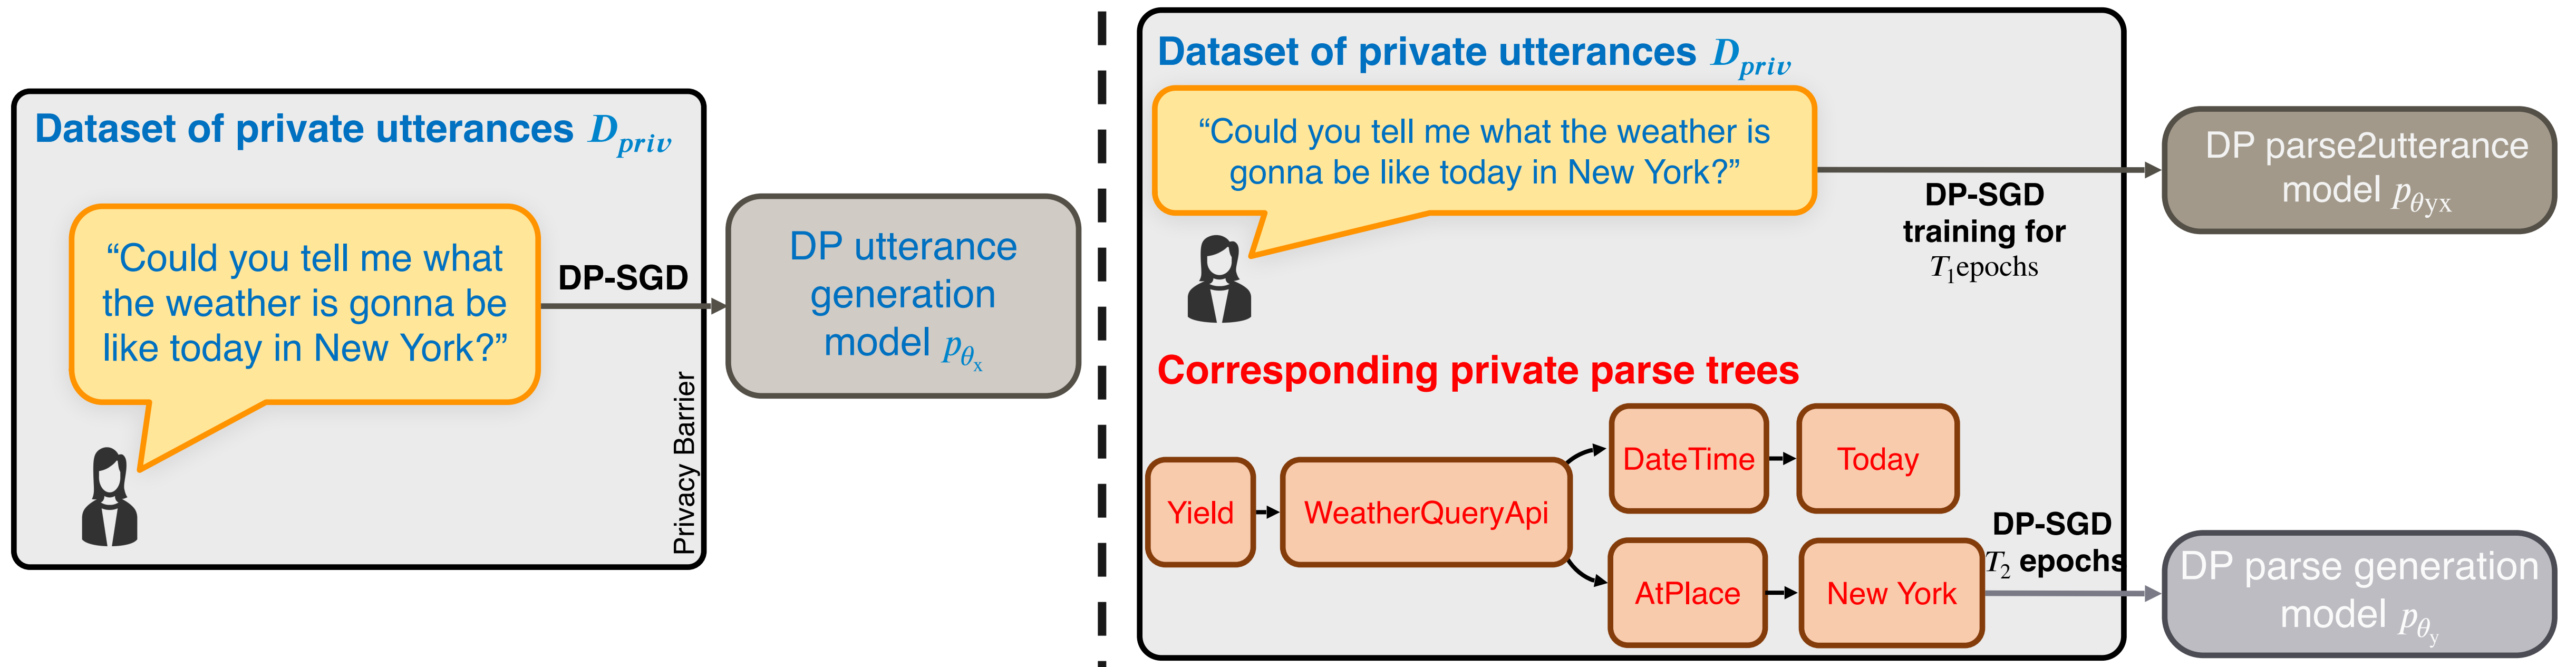 Dataset of private utterances D_priv
“Could you tell me what
the weather is gonna be
like today in New York?”
DP-SGD
Privacy Barrier
DP utterance
generation
model p_θx
Dataset of private utterances D_priv
“Could you tell me what the weather is
gonna be like today in New York?”
DP-SGD
training for
T1epochs
DP parse2utterance
model p_θyx
Corresponding private parse trees
Yield
WeatherQueryApi
DateTime
Today
AtPlace
New York
DP-SGD
T2 epochs
DP parse generation
model p_θy